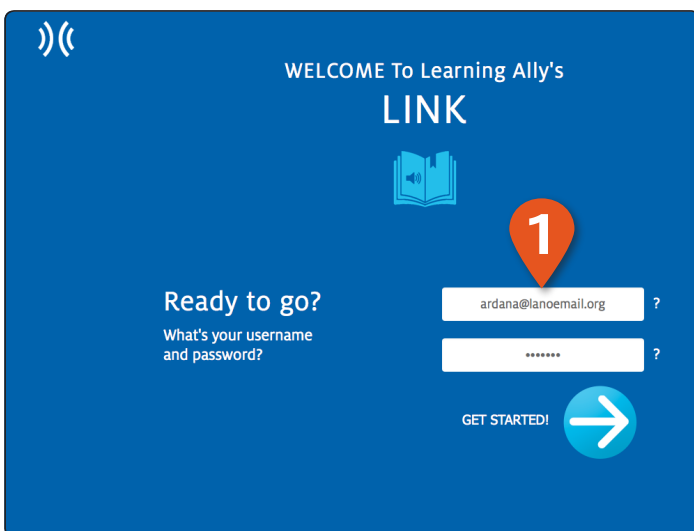 WELCOME To Learning Ally's
LINK
1
Ready to go?
ardana@lanoemail.org ?
What's your username
and password?
••••••• ?
GET STARTED!